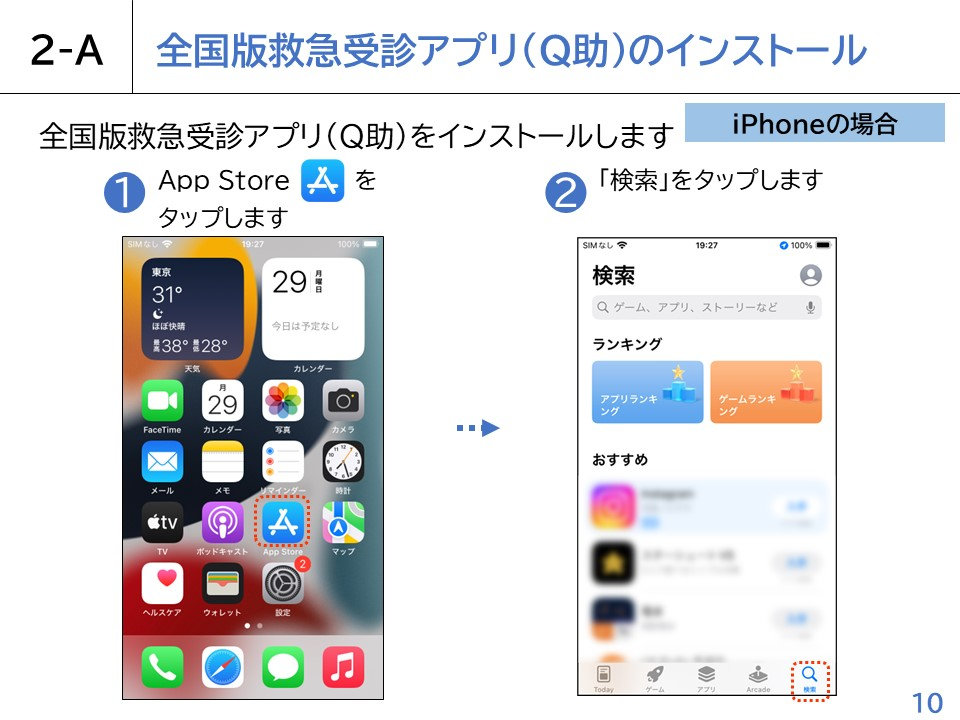 2-A
全国版救急受診アプリ(Q助)のインストール
全国版救急受診アプリ(Q助)をインストールします
iPhoneの場合
1
App Store を
タップします
SIMなし 19:27 100%
東京
31°
ほぼ快晴
最高38° 最低28°
天気
29 月曜日
今日は予定なし
カレンダー
月
29
FaceTime カレンダー 写真 カメラ
メール メモ リマインダー 時計
tv
TV ポッドキャスト App Store マップ
2
ヘルスケア ウォレット 設定
2
「検索」をタップします
SIMなし 19:27 100%
検索
ゲーム、アプリ、ストーリーなど
ランキング
アプリランキ
ング
ゲームランキ
ング
おすすめ
Today ゲーム アプリ Arcade 検索
10